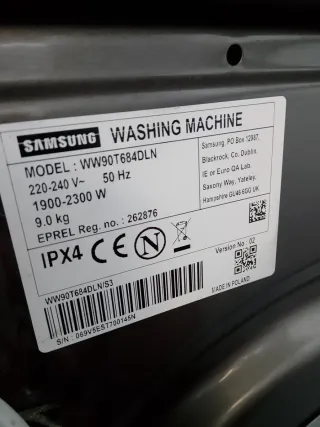 SAMSUNG WASHING MACHINE
MODEL : WW90T684DLN
220-240 V~ 50 Hz
1900-2300 W
9.0 kg
EPREL Reg. no.: 262876
Samsung, PO Box 12987,
Blackrock, Co. Dublin,
IE or Euro QA Lab.
Saxony Way, Yateley,
Hampshire GU46 6GG UK
IPX4 CE N
Version No 02
WW90T684DLN/S3
S/N : 069V5EST700145N
MADE IN POLAND